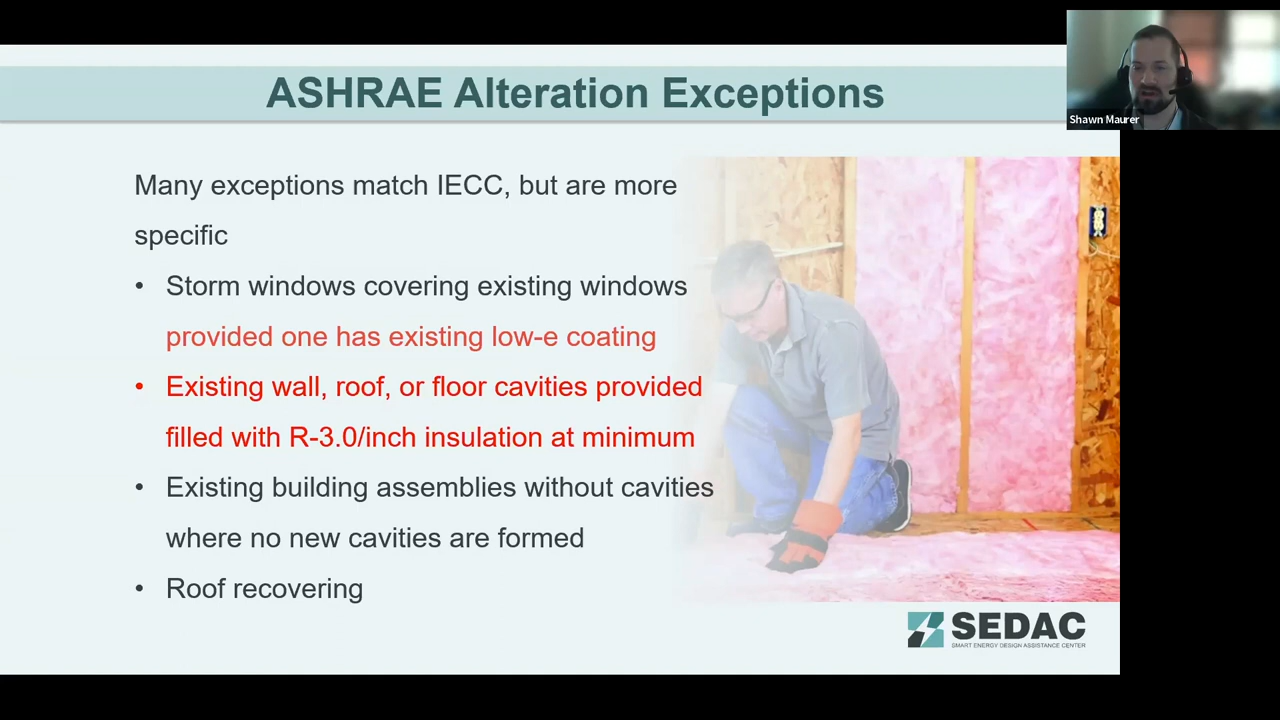 ASHRAE Alteration Exceptions
Shawn Maurer
Many exceptions match IECC, but are more
specific
• Storm windows covering existing windows
provided one has existing low-e coating
• Existing wall, roof, or floor cavities provided
filled with R-3.0/inch insulation at minimum
• Existing building assemblies without cavities
where no new cavities are formed
• Roof recovering
SEDAC
SMART ENERGY DESIGN ASSISTANCE CENTER